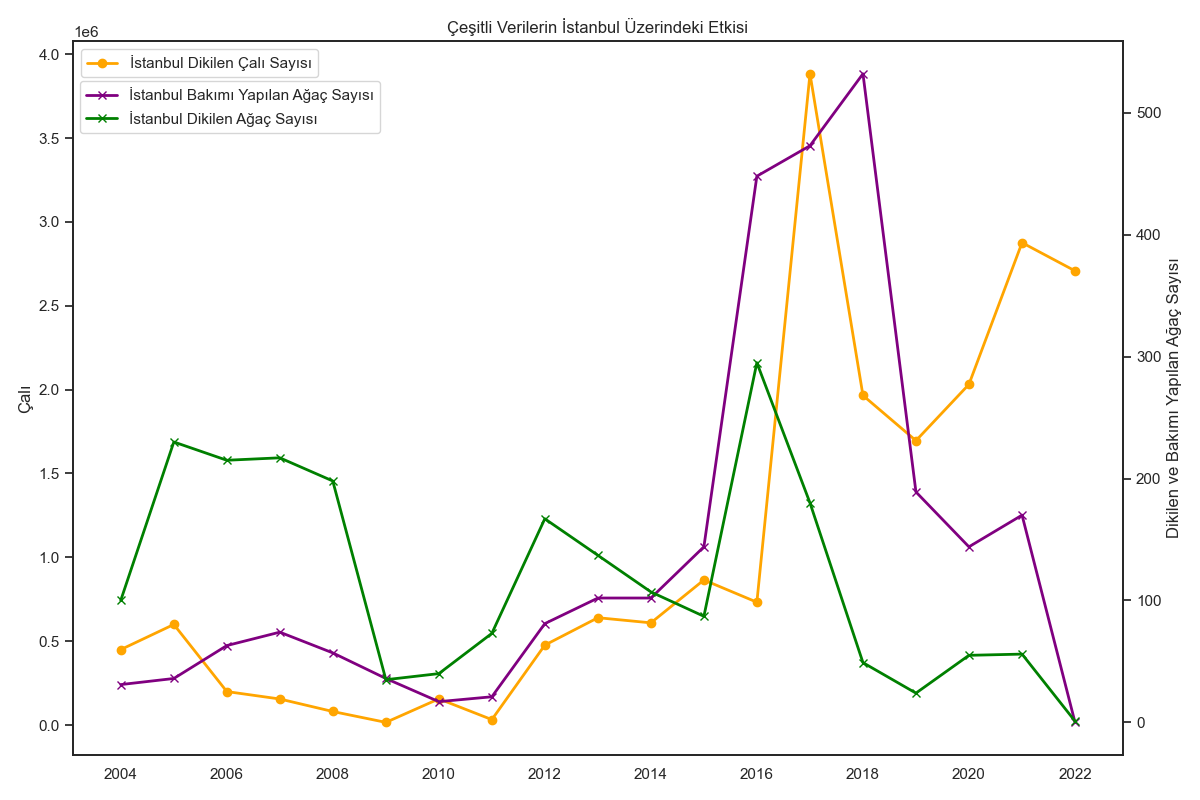 Çeşitli Verilerin İstanbul Üzerindeki Etkisi
1e6
İstanbul Dikilen Çalı Sayısı
İstanbul Bakımı Yapılan Ağaç Sayısı
İstanbul Dikilen Ağaç Sayısı
4.0
3.5
3.0
2.5
2.0
1.5
1.0
0.5
0.0
Çalı
500
400
300
200
100
0
Dikilen ve Bakımı Yapılan Ağaç Sayısı
2004 2006 2008 2010 2012 2014 2016 2018 2020 2022